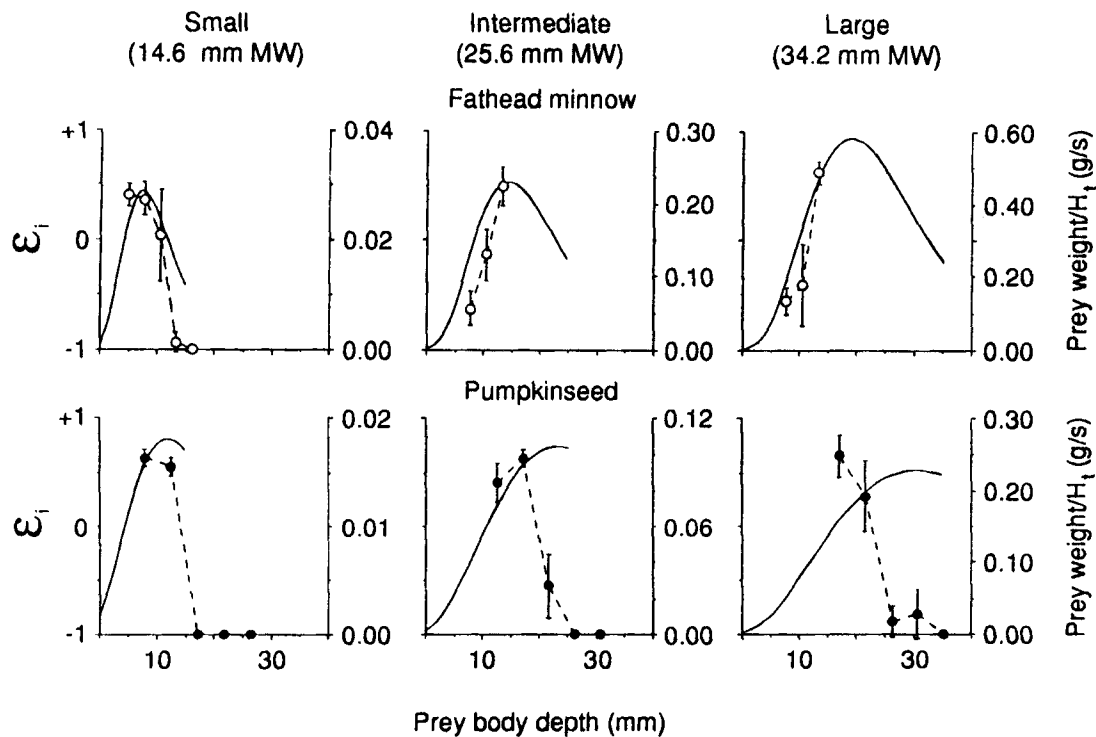 Small
(14.6 mm MW)
Intermediate
(25.6 mm MW)
Large
(34.2 mm MW)
Fathead minnow
+1
0
-1
εi
0.04
0.02
0.00
0.30
0.20
0.10
0.00
0.60
0.40
0.20
0.00
Prey weight/Ht (g/s)
Pumpkinseed
+1
0
-1
εi
0.02
0.01
0.00
0.12
0.06
0.00
0.30
0.20
0.10
0.00
Prey weight/Ht (g/s)
10 30
10 30
10 30
Prey body depth (mm)